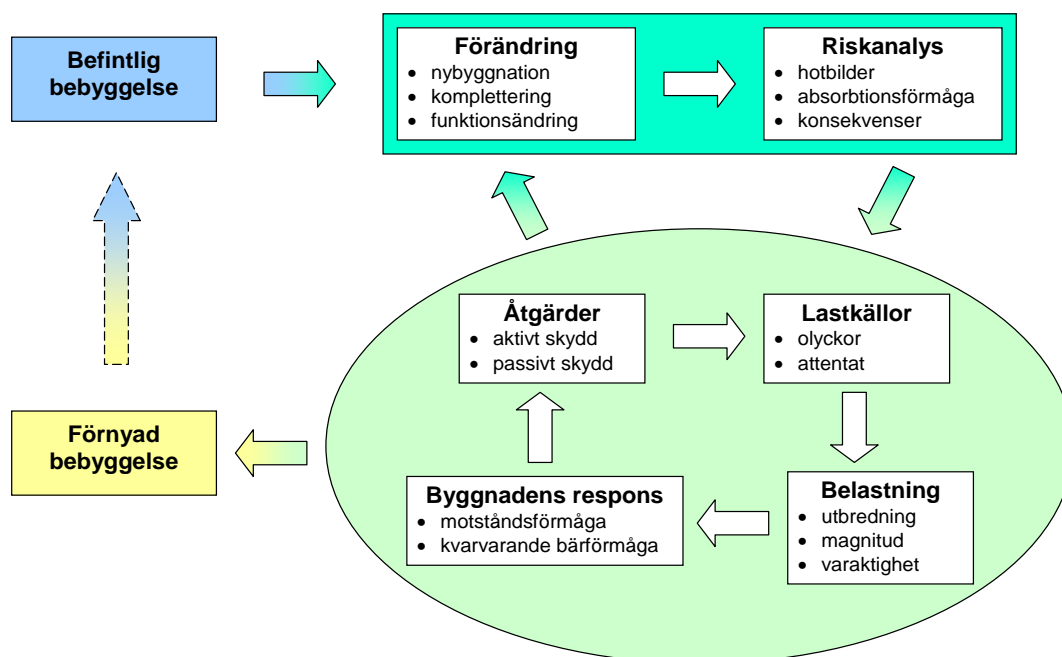 Befintlig
bebyggelse
Förändring
• nybyggnation
• komplettering
• funktionsändring
Riskanalys
• hotbilder
• absorbtionsförmåga
• konsekvenser
Åtgärder
• aktivt skydd
• passivt skydd
Lastkällor
• olyckor
• attentat
Förnyad
bebyggelse
Byggnadens respons
• motståndsförmåga
• kvarvarande bärförmåga
Belastning
• utbredning
• magnitud
• varaktighet